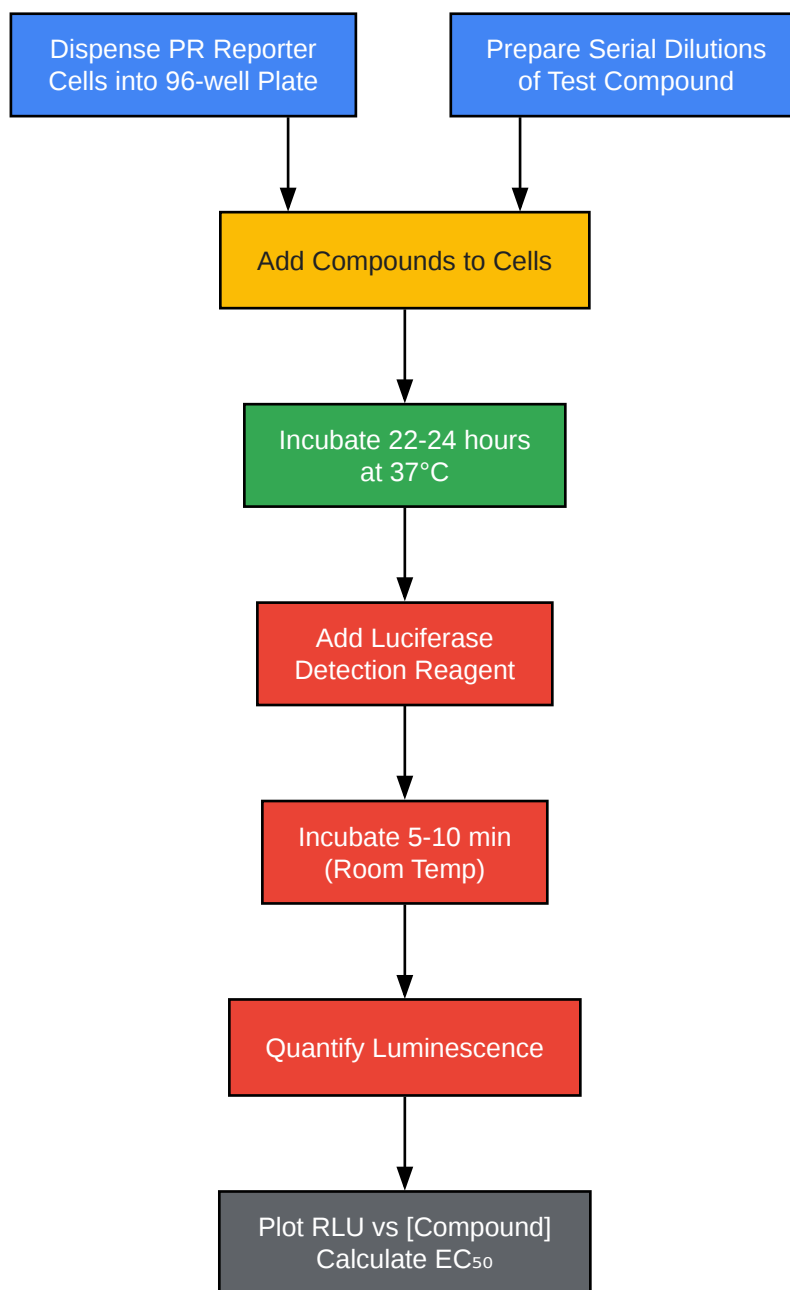 Dispense PR Reporter
Cells into 96-well Plate
Prepare Serial Dilutions
of Test Compound
Add Compounds to Cells
Incubate 22-24 hours
at 37°C
Add Luciferase
Detection Reagent
Incubate 5-10 min
(Room Temp)
Quantify Luminescence
Plot RLU vs [Compound]
Calculate EC₅₀